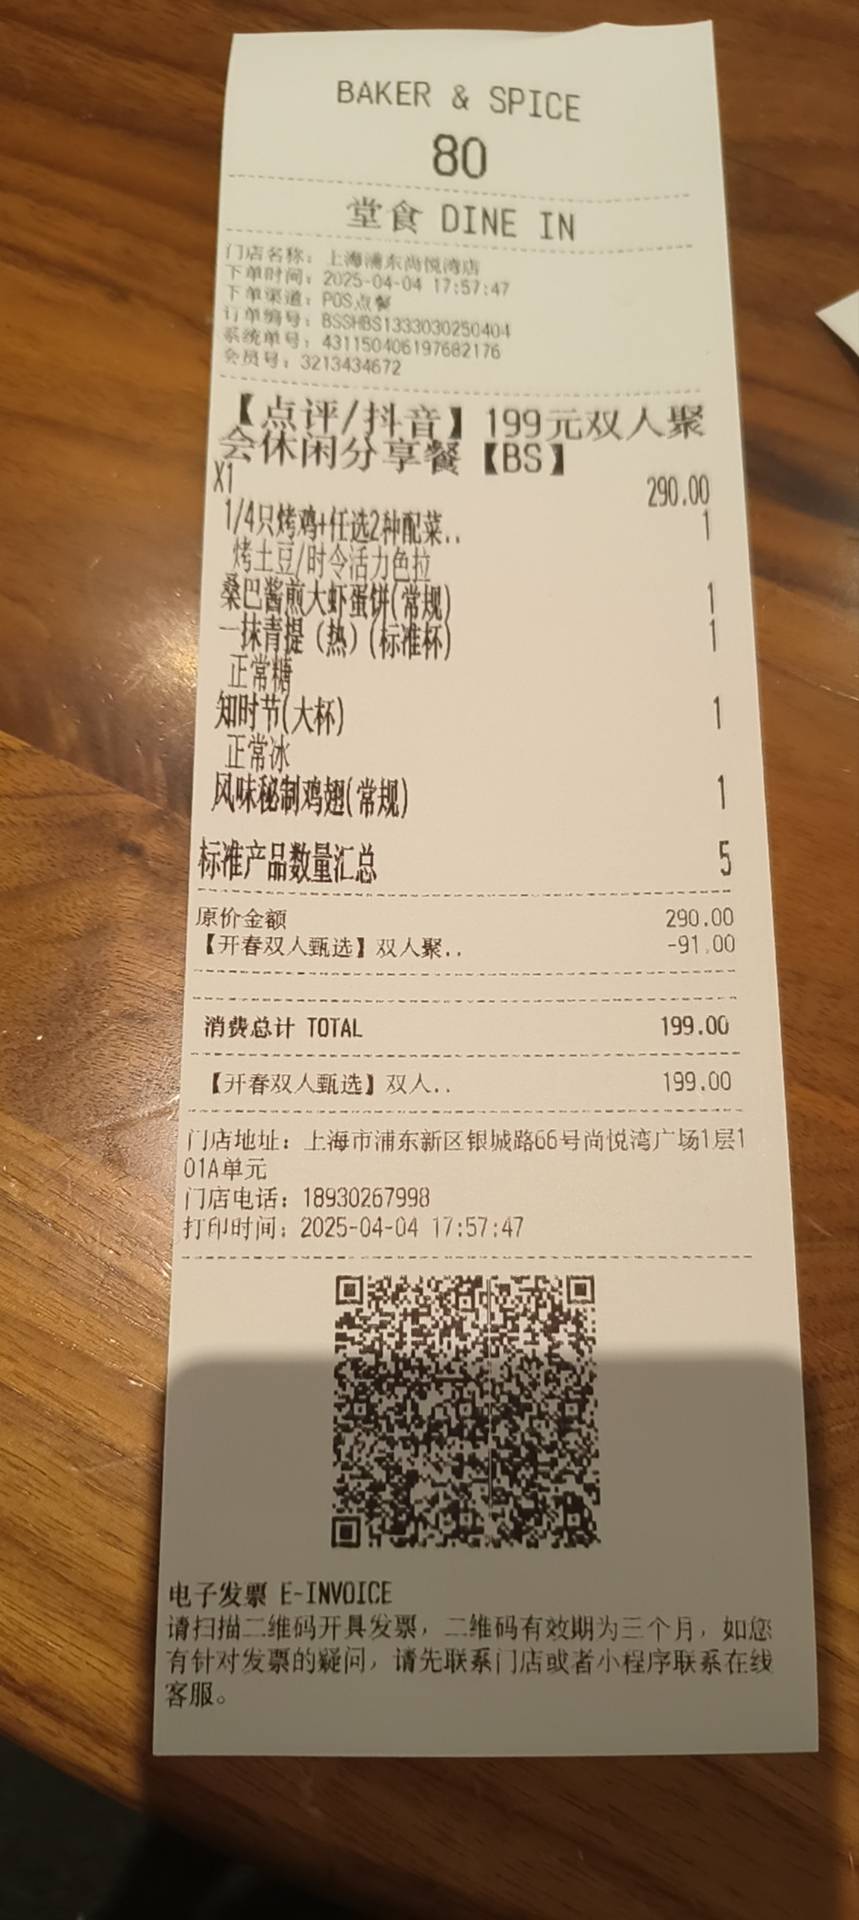 BAKER & SPICE
80
堂食 DINE IN
门店名称：上海浦东尚悦湾店
下单时间：2025-04-04 17:57:47
下单渠道：POS点餐
订单编号：BSSHBS1333030250404
系统单号：431150406197682176
会员号：3213434672
【点评/抖音】199元双人聚
会休闲分享餐【BS】
X1 290.00
1/4只烤鸡+任选2种配菜.. 1
烤土豆/时令活力色拉
桑巴酱煎大虾蛋饼(常规) 1
一抹青提（热）(标准杯) 1
正常糖
知时节(大杯) 1
正常冰
风味秘制鸡翅(常规) 1
标准产品数量汇总 5
原价金额 290.00
【开春双人甄选】双人聚.. -91.00
消费总计 TOTAL 199.00
【开春双人甄选】双人.. 199.00
门店地址：上海市浦东新区银城路66号尚悦湾广场1层1
01A单元
门店电话：18930267998
打印时间：2025-04-04 17:57:47
电子发票 E-INVOICE
请扫描二维码开具发票，二维码有效期为三个月，如您
有针对发票的疑问，请先联系门店或者小程序联系在线
客服。